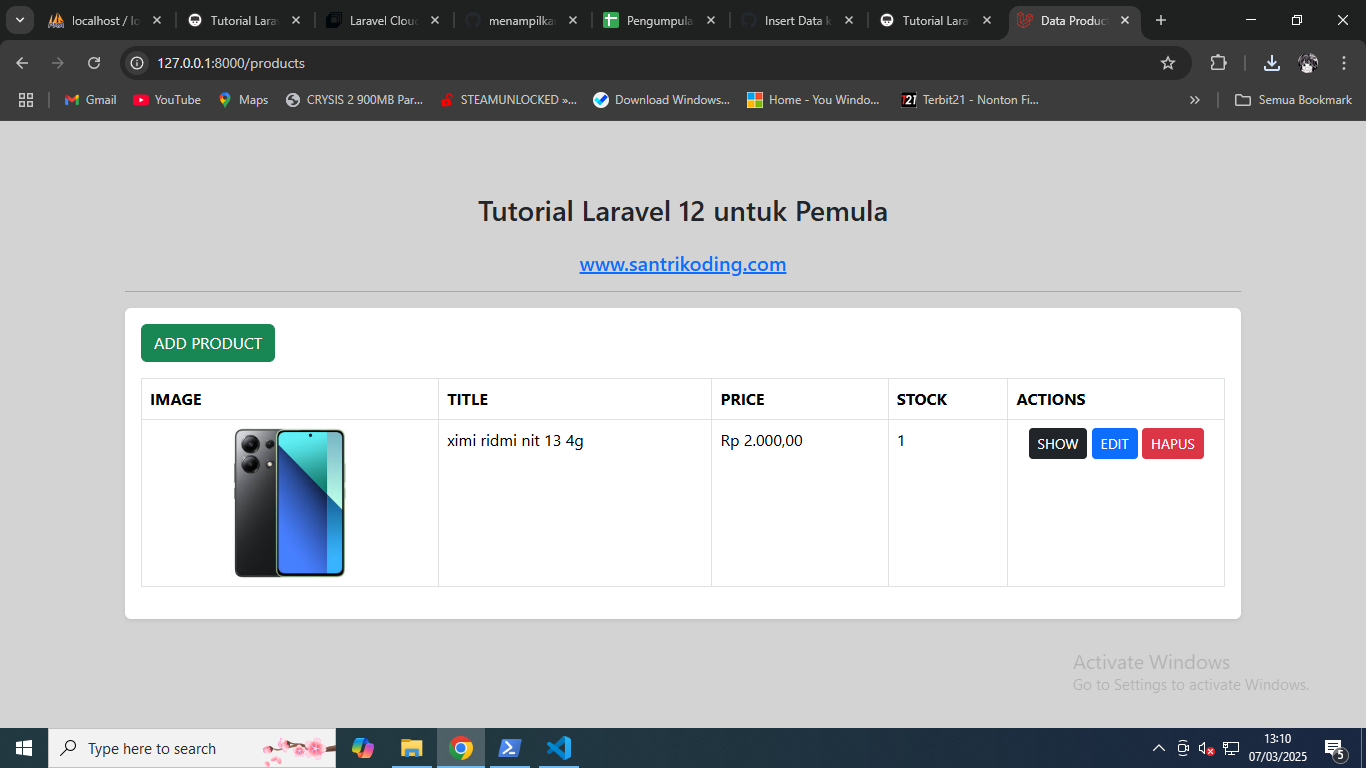 localhost / lo
Tutorial Lara
Laravel Clou
menampilka
Pengumpula
Insert Data k
Tutorial Lara
Data Product
127.0.0.1:8000/products
Gmail
YouTube
Maps
CRYSIS 2 900MB Par...
STEAMUNLOCKED »...
Download Windows...
Home - You Windo...
Terbit21 - Nonton Fi...
Semua Bookmark
Tutorial Laravel 12 untuk Pemula
www.santrikoding.com
ADD PRODUCT
IMAGE TITLE PRICE STOCK ACTIONS
ximi ridmi nit 13 4g Rp 2.000,00 1 SHOW EDIT HAPUS
Activate Windows
Go to Settings to activate Windows.
Type here to search
13:10
07/03/2025
5